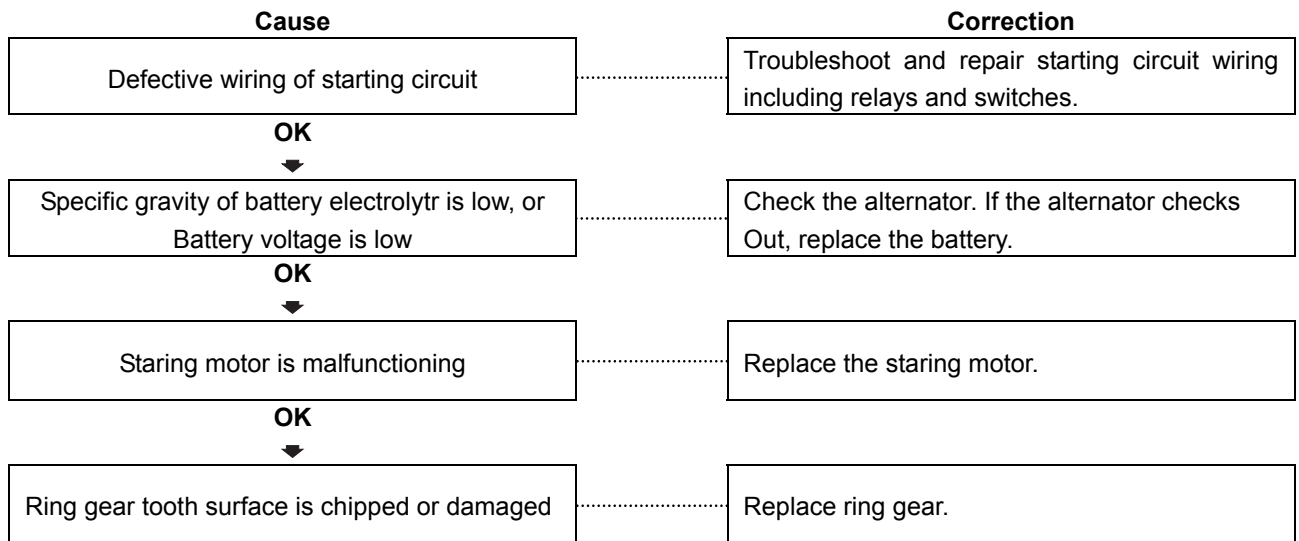 Cause
Correction
Defective wiring of starting circuit
Troubleshoot and repair starting circuit wiring
including relays and switches.
OK
Specific gravity of battery electrolytr is low, or
Battery voltage is low
Check the alternator. If the alternator checks
Out, replace the battery.
OK
Staring motor is malfunctioning
Replace the staring motor.
OK
Ring gear tooth surface is chipped or damaged
Replace ring gear.